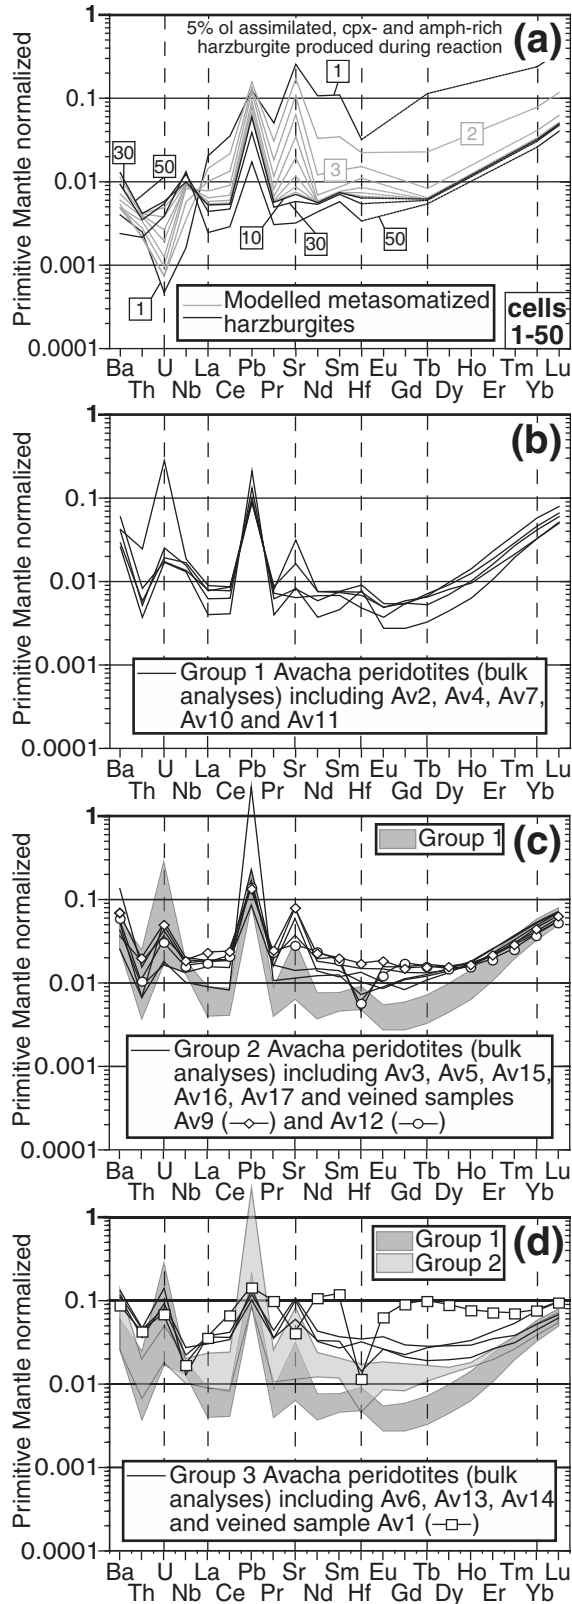 5% ol assimilated, cpx- and amph-rich
harzburgite produced during reaction
(a)
Primitive Mantle normalized
1
0.1
0.01
0.001
0.0001
1
2
3
30
50
10
30
50
1
Modelled metasomatized
harzburgites
cells
1-50
Ba U La Pb Sr Sm Eu Tb Ho Tm Lu
Th Nb Ce Pr Nd Hf Gd Dy Er Yb
(b)
Primitive Mantle normalized
1
0.1
0.01
0.001
0.0001
Group 1 Avacha peridotites (bulk
analyses) including Av2, Av4, Av7,
Av10 and Av11
Ba U La Pb Sr Sm Eu Tb Ho Tm Lu
Th Nb Ce Pr Nd Hf Gd Dy Er Yb
(c)
Primitive Mantle normalized
1
0.1
0.01
0.001
0.0001
Group 1
Group 2 Avacha peridotites (bulk
analyses) including Av3, Av5, Av15,
Av16, Av17 and veined samples
Av9 (—◇—) and Av12 (—○—)
Ba U La Pb Sr Sm Eu Tb Ho Tm Lu
Th Nb Ce Pr Nd Hf Gd Dy Er Yb
(d)
Primitive Mantle normalized
1
0.1
0.01
0.001
0.0001
Group 1
Group 2
Group 3 Avacha peridotites (bulk
analyses) including Av6, Av13, Av14
and veined sample Av1 (—□—)
Ba U La Pb Sr Sm Eu Tb Ho Tm Lu
Th Nb Ce Pr Nd Hf Gd Dy Er Yb